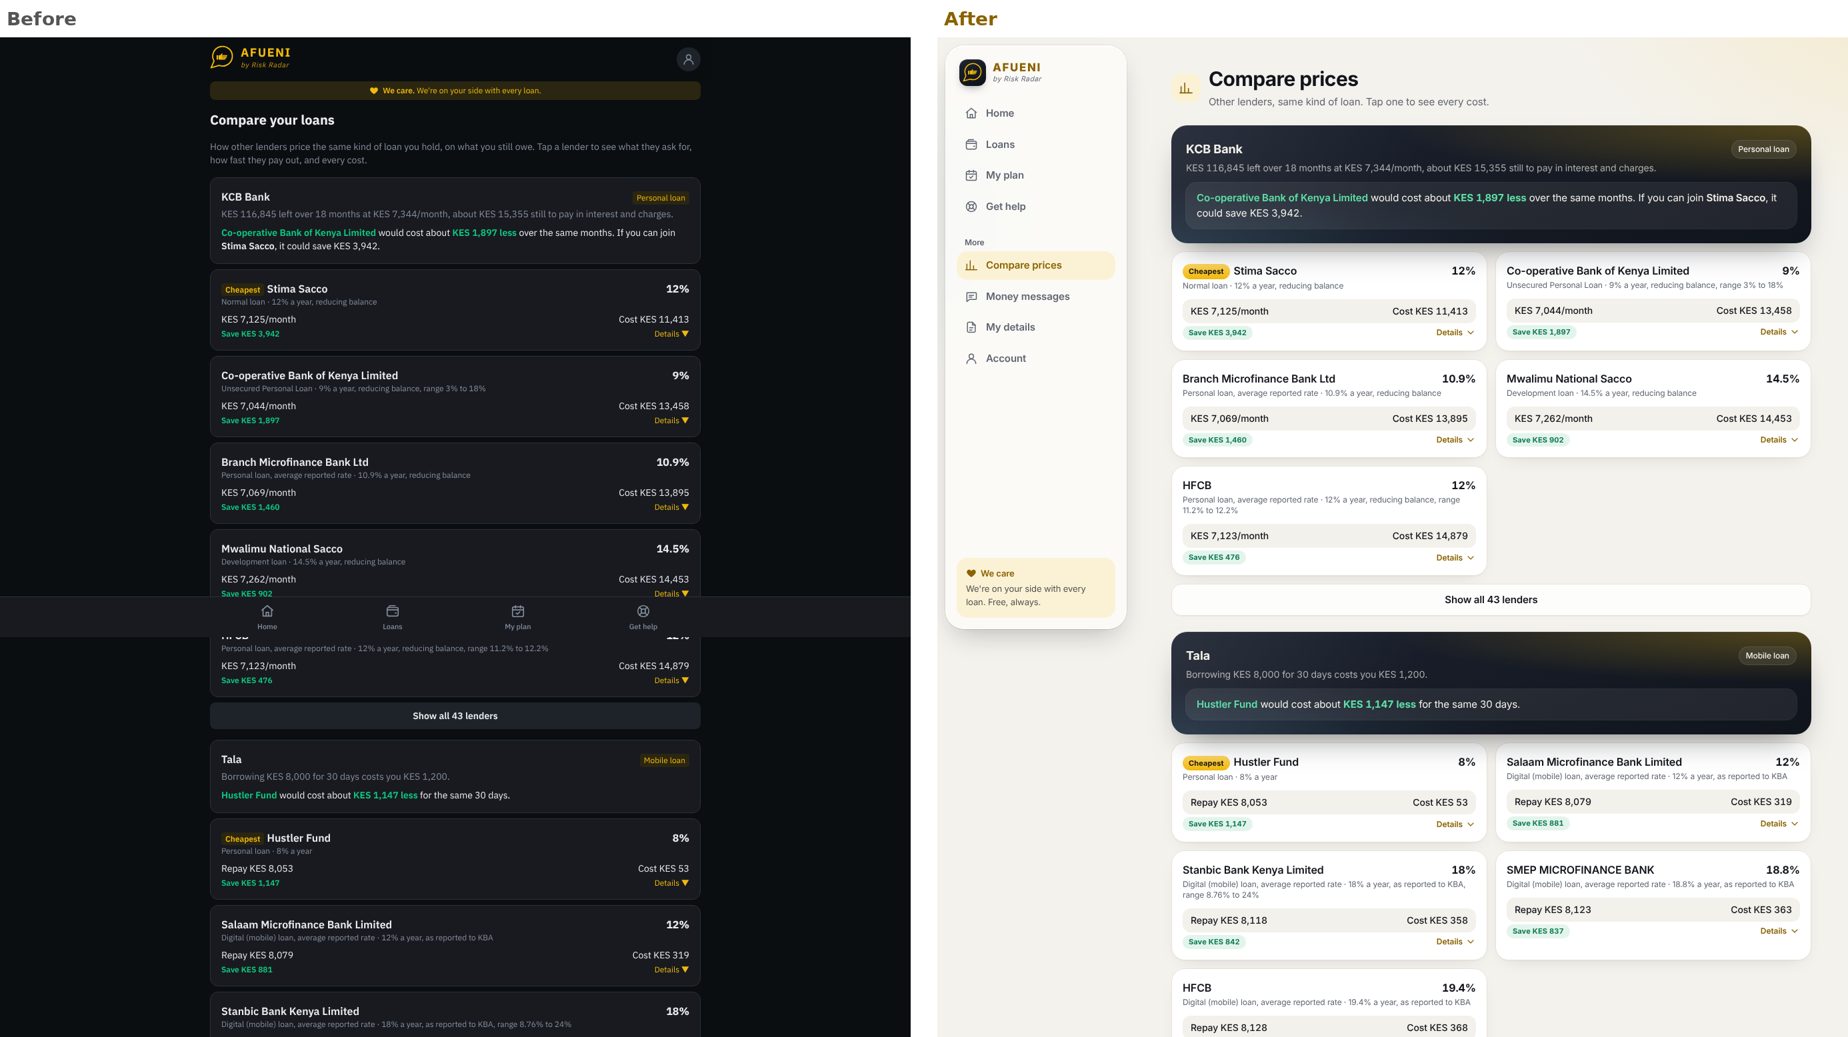 Before
AFUENI
by Risk Radar
We care. We're on your side with every loan.
Compare your loans
How other lenders price the same kind of loan you hold, on what you still owe. Tap a lender to see what they ask for,
how fast they pay out, and every cost.
KCB Bank
Personal loan
KES 116,845 left over 18 months at KES 7,344/month, about KES 15,355 still to pay in interest and charges.
Co-operative Bank of Kenya Limited would cost about KES 1,897 less over the same months. If you can join
Stima Sacco, it could save KES 3,942.
Cheapest Stima Sacco 12%
Normal loan · 12% a year, reducing balance
KES 7,125/month Cost KES 11,413
Save KES 3,942 Details ▼
Co-operative Bank of Kenya Limited 9%
Unsecured Personal Loan · 9% a year, reducing balance, range 3% to 18%
KES 7,044/month Cost KES 13,458
Save KES 1,897 Details ▼
Branch Microfinance Bank Ltd 10.9%
Personal loan, average reported rate · 10.9% a year, reducing balance
KES 7,069/month Cost KES 13,895
Save KES 1,460 Details ▼
Mwalimu National Sacco 14.5%
Development loan · 14.5% a year, reducing balance
KES 7,262/month Cost KES 14,453
Save KES 902 Details ▼
Home Loans My plan Get help
HFCB 12%
Personal loan, average reported rate · 12% a year, reducing balance, range 11.2% to 12.2%
KES 7,123/month Cost KES 14,879
Save KES 476 Details ▼
Show all 43 lenders
Tala
Mobile loan
Borrowing KES 8,000 for 30 days costs you KES 1,200.
Hustler Fund would cost about KES 1,147 less for the same 30 days.
Cheapest Hustler Fund 8%
Personal loan · 8% a year
Repay KES 8,053 Cost KES 53
Save KES 1,147 Details ▼
Salaam Microfinance Bank Limited 12%
Digital (mobile) loan, average reported rate · 12% a year, as reported to KBA
Repay KES 8,079 Cost KES 319
Save KES 881 Details ▼
Stanbic Bank Kenya Limited 18%
Digital (mobile) loan, average reported rate · 18% a year, as reported to KBA, range 8.76% to 24%
After
AFUENI
by Risk Radar
Home
Loans
My plan
Get help
More
Compare prices
Money messages
My details
Account
We care
We're on your side with every
loan. Free, always.
Compare prices
Other lenders, same kind of loan. Tap one to see every cost.
KCB Bank
Personal loan
KES 116,845 left over 18 months at KES 7,344/month, about KES 15,355 still to pay in interest and charges.
Co-operative Bank of Kenya Limited would cost about KES 1,897 less over the same months. If you can join Stima Sacco, it
could save KES 3,942.
Cheapest Stima Sacco 12%
Normal loan · 12% a year, reducing balance
KES 7,125/month Cost KES 11,413
Save KES 3,942 Details
Co-operative Bank of Kenya Limited 9%
Unsecured Personal Loan · 9% a year, reducing balance, range 3% to 18%
KES 7,044/month Cost KES 13,458
Save KES 1,897 Details
Branch Microfinance Bank Ltd 10.9%
Personal loan, average reported rate · 10.9% a year, reducing balance
KES 7,069/month Cost KES 13,895
Save KES 1,460 Details
Mwalimu National Sacco 14.5%
Development loan · 14.5% a year, reducing balance
KES 7,262/month Cost KES 14,453
Save KES 902 Details
HFCB 12%
Personal loan, average reported rate · 12% a year, reducing balance, range
11.2% to 12.2%
KES 7,123/month Cost KES 14,879
Save KES 476 Details
Show all 43 lenders
Tala
Mobile loan
Borrowing KES 8,000 for 30 days costs you KES 1,200.
Hustler Fund would cost about KES 1,147 less for the same 30 days.
Cheapest Hustler Fund 8%
Personal loan · 8% a year
Repay KES 8,053 Cost KES 53
Save KES 1,147 Details
Salaam Microfinance Bank Limited 12%
Digital (mobile) loan, average reported rate · 12% a year, as reported to KBA
Repay KES 8,079 Cost KES 319
Save KES 881 Details
Stanbic Bank Kenya Limited 18%
Digital (mobile) loan, average reported rate · 18% a year, as reported to KBA,
range 8.76% to 24%
Repay KES 8,118 Cost KES 358
Save KES 842 Details
SMEP MICROFINANCE BANK 18.8%
Digital (mobile) loan, average reported rate · 18.8% a year, as reported to KBA
Repay KES 8,123 Cost KES 363
Save KES 837 Details
HFCB 19.4%
Digital (mobile) loan, average reported rate · 19.4% a year, as reported to KBA
Repay KES 8,128 Cost KES 368